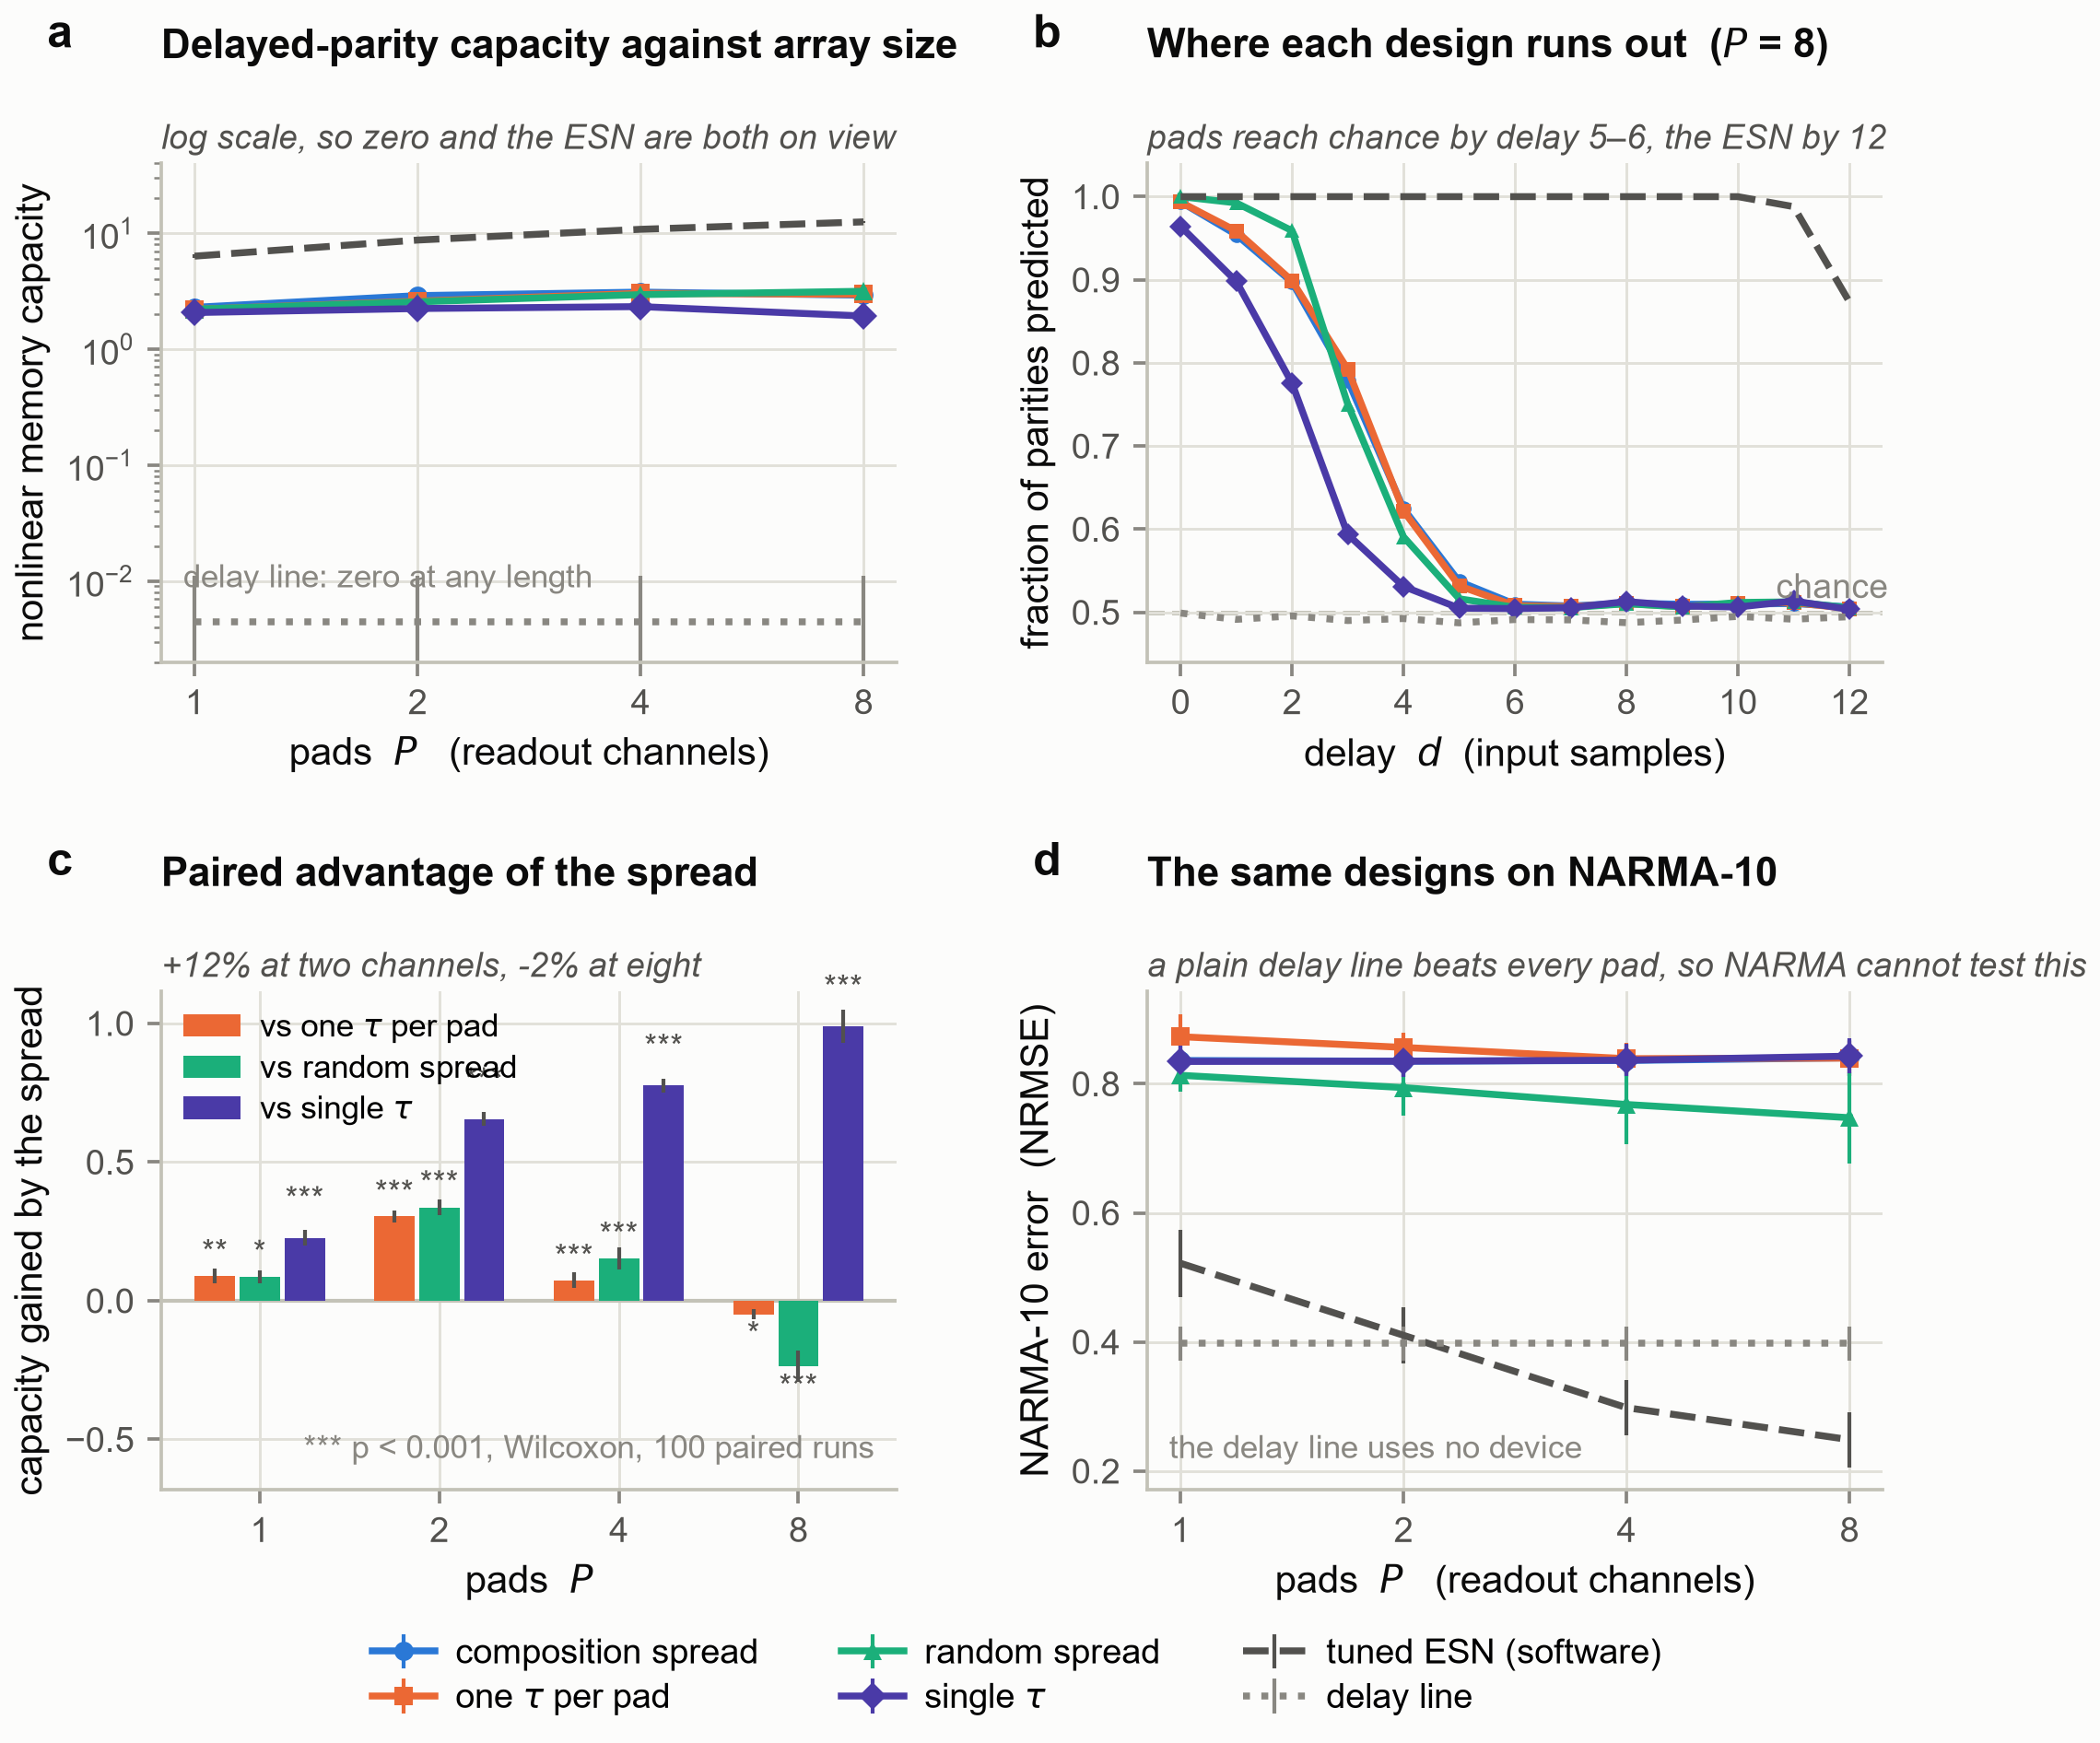 a
Delayed-parity capacity against array size
log scale, so zero and the ESN are both on view
nonlinear memory capacity
10¹
10⁰
10⁻¹
10⁻²
delay line: zero at any length
1
2
4
8
pads P (readout channels)
b
Where each design runs out (P = 8)
pads reach chance by delay 5–6, the ESN by 12
fraction of parities predicted
1.0
0.9
0.8
0.7
0.6
0.5
chance
0
2
4
6
8
10
12
delay d (input samples)
c
Paired advantage of the spread
+12% at two channels, -2% at eight
capacity gained by the spread
1.0
0.5
0.0
−0.5
vs one τ per pad
vs random spread
vs single τ
**
*
***
***
***
***
***
***
***
*
***
***
*** p < 0.001, Wilcoxon, 100 paired runs
1
2
4
8
pads P
d
The same designs on NARMA-10
a plain delay line beats every pad, so NARMA cannot test this
NARMA-10 error (NRMSE)
0.8
0.6
0.4
0.2
the delay line uses no device
1
2
4
8
pads P (readout channels)
composition spread
one τ per pad
random spread
single τ
tuned ESN (software)
delay line